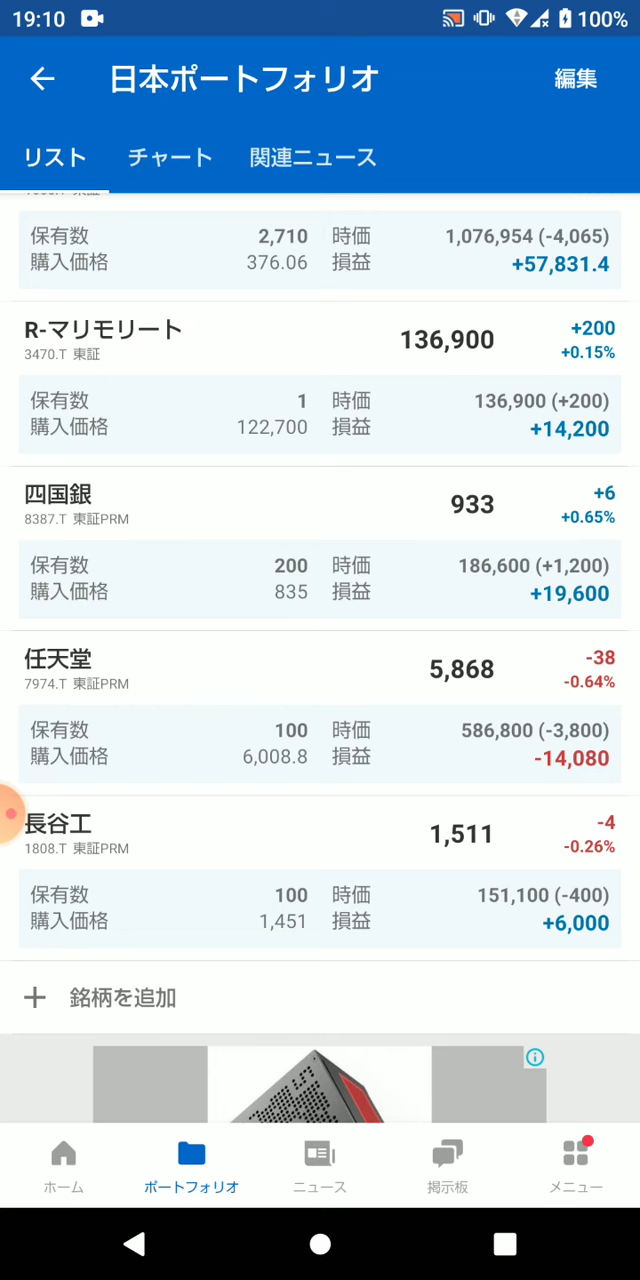 19:10 100%
日本ポートフォリオ 編集
リスト チャート 関連ニュース
保有数 2,710 時価 1,076,954 (-4,065)
購入価格 376.06 損益 +57,831.4
R-マリモリート 136,900 +200
3470.T 東証 +0.15%
保有数 1 時価 136,900 (+200)
購入価格 122,700 損益 +14,200
四国銀 933 +6
8387.T 東証PRM +0.65%
保有数 200 時価 186,600 (+1,200)
購入価格 835 損益 +19,600
任天堂 5,868 -38
7974.T 東証PRM -0.64%
保有数 100 時価 586,800 (-3,800)
購入価格 6,008.8 損益 -14,080
長谷工 1,511 -4
1808.T 東証PRM -0.26%
保有数 100 時価 151,100 (-400)
購入価格 1,451 損益 +6,000
+ 銘柄を追加
ホーム ポートフォリオ ニュース 掲示板 メニュー